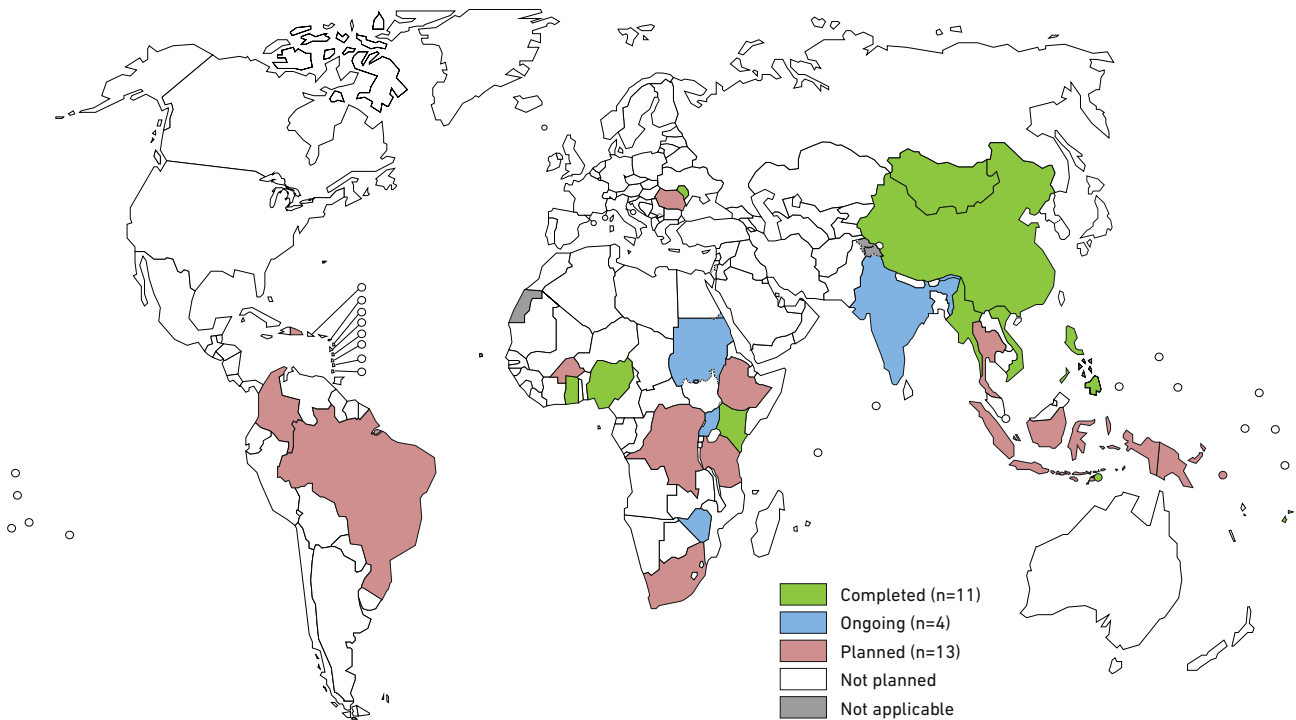 Completed (n=11)
Ongoing (n=4)
Planned (n=13)
Not planned
Not applicable